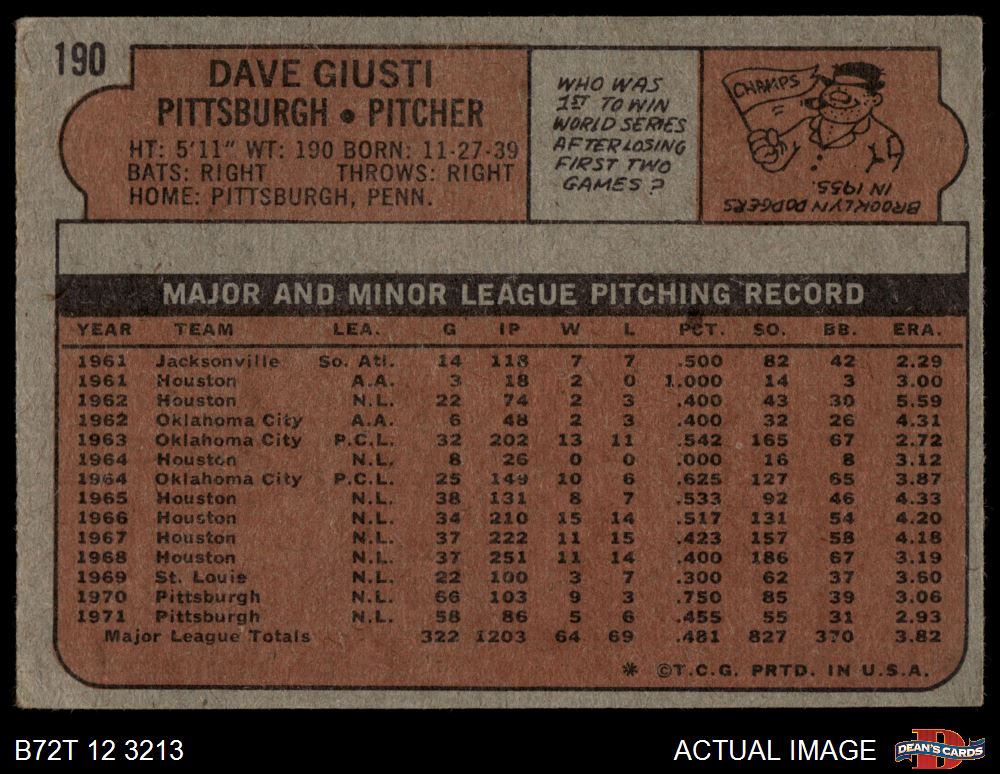 190
DAVE GIUSTI
PITTSBURGH • PITCHER
HT: 5'11" WT: 190 BORN: 11-27-39
BATS: RIGHT THROWS: RIGHT
HOME: PITTSBURGH, PENN.
WHO WAS
1ST TO WIN
WORLD SERIES
AFTER LOSING
FIRST TWO
GAMES?
CHAMPS
BROOKLYN DODGERS
IN 1955.
MAJOR AND MINOR LEAGUE PITCHING RECORD
YEAR TEAM LEA. G IP W L PCT. SO. BB. ERA.
1961 Jacksonville So. Atl. 14 118 7 7 .500 82 42 2.29
1961 Houston A.A. 3 18 2 0 1.000 14 3 3.00
1962 Houston N.L. 22 74 2 3 .400 43 30 5.59
1962 Oklahoma City A.A. 6 48 2 3 .400 32 26 4.31
1963 Oklahoma City P.C.L. 32 202 13 11 .542 165 67 2.72
1964 Houston N.L. 8 26 0 0 .000 16 8 3.12
1964 Oklahoma City P.C.L. 25 149 10 6 .625 127 65 3.87
1965 Houston N.L. 38 131 8 7 .533 92 46 4.33
1966 Houston N.L. 34 210 15 14 .517 131 54 4.20
1967 Houston N.L. 37 222 11 15 .423 157 58 4.18
1968 Houston N.L. 37 251 11 14 .400 186 67 3.19
1969 St. Louis N.L. 22 100 3 7 .300 62 37 3.60
1970 Pittsburgh N.L. 66 103 9 3 .750 85 39 3.06
1971 Pittsburgh N.L. 58 86 5 6 .455 55 31 2.93
Major League Totals 322 1203 64 69 .481 827 370 3.82
* ©T.C.G. PRTD. IN U.S.A.
B72T 12 3213
ACTUAL IMAGE
D
DEAN'S CARDS